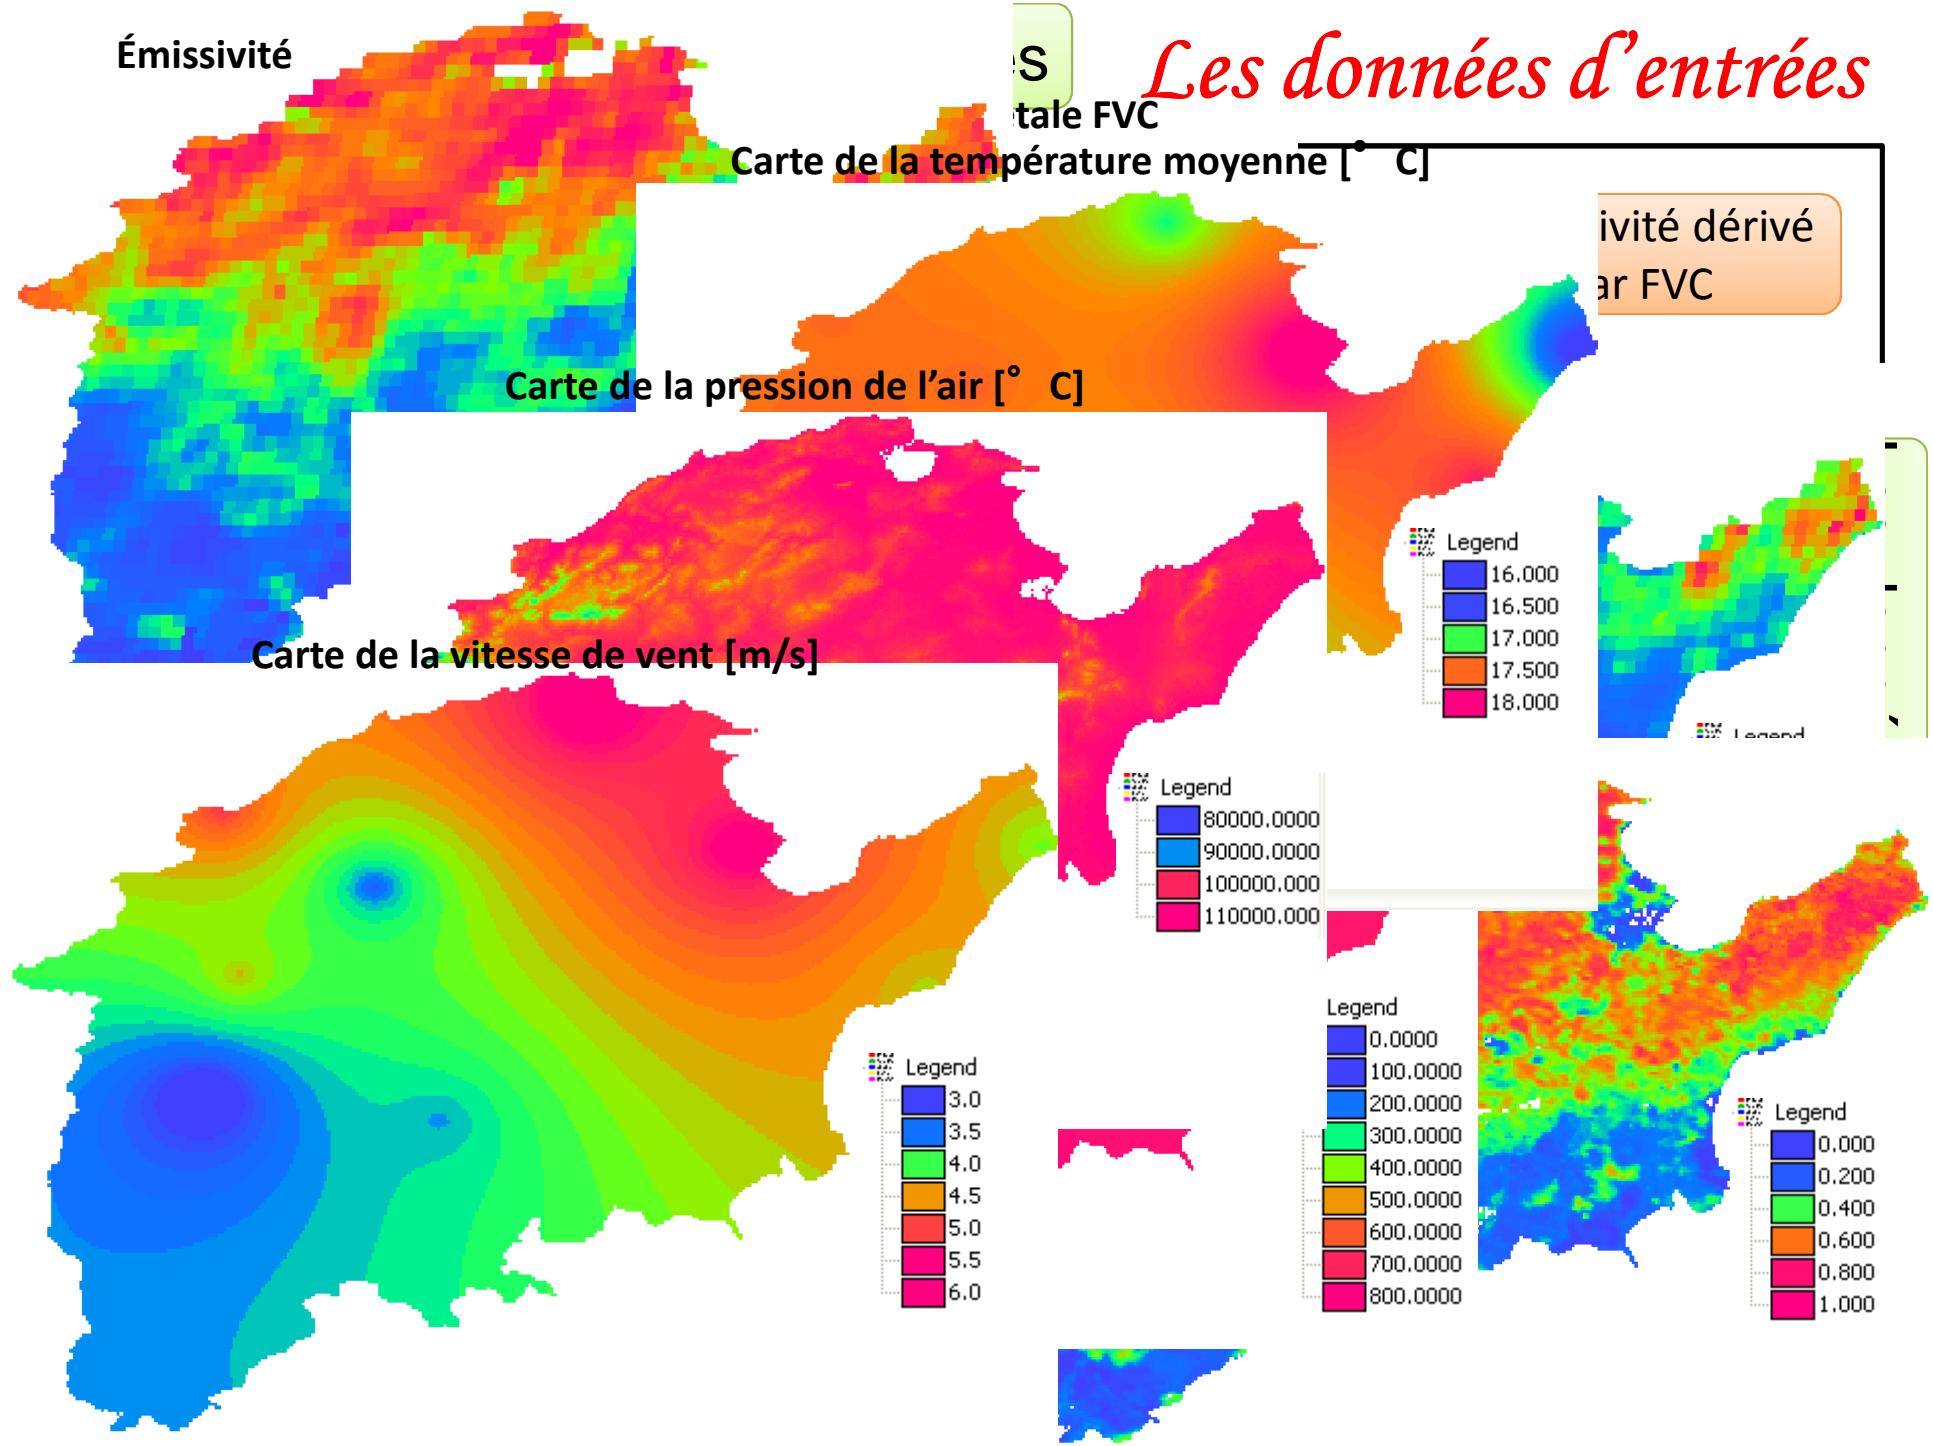 Émissivité
Les données d’entrées
tale FVC
Carte de la température moyenne [° C]
ivité dérivé
ar FVC
Carte de la pression de l’air [° C]
Legend
16.000
16.500
17.000
17.500
18.000
Carte de la vitesse de vent [m/s]
Legend
Legend
80000.0000
90000.0000
100000.000
110000.000
Legend
0.0000
100.0000
200.0000
300.0000
400.0000
500.0000
600.0000
700.0000
800.0000
Legend
3.0
3.5
4.0
4.5
5.0
5.5
6.0
Legend
0.000
0.200
0.400
0.600
0.800
1.000